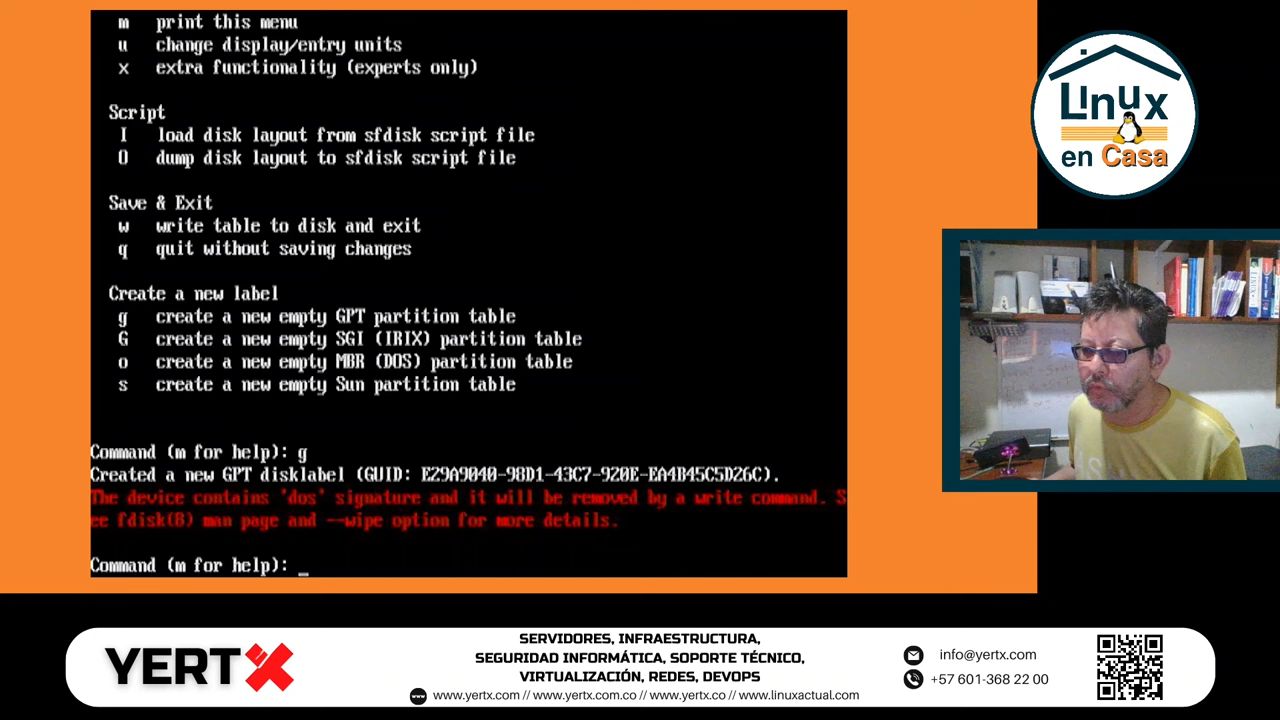 m print this menu
u change display/entry units
x extra functionality (experts only)
Script
I load disk layout from sfdisk script file
O dump disk layout to sfdisk script file
Save & Exit
w write table to disk and exit
q quit without saving changes
Create a new label
g create a new empty GPT partition table
G create a new empty SGI (IRIX) partition table
o create a new empty MBR (DOS) partition table
s create a new empty Sun partition table
Command (m for help): g
Created a new GPT disklabel (GUID: E29A9040-98D1-43C7-920E-EA4B45C5D26C).
The device contains 'dos' signature and it will be removed by a write command. S
ee fdisk(8) man page and --wipe option for more details.
Command (m for help): _
Linux
en Casa
YERTX
SERVIDORES, INFRAESTRUCTURA,
SEGURIDAD INFORMÁTICA, SOPORTE TÉCNICO,
VIRTUALIZACIÓN, REDES, DEVOPS
www.yertx.com // www.yertx.com.co // www.yertx.co // www.linuxactual.com
info@yertx.com
+57 601-368 22 00